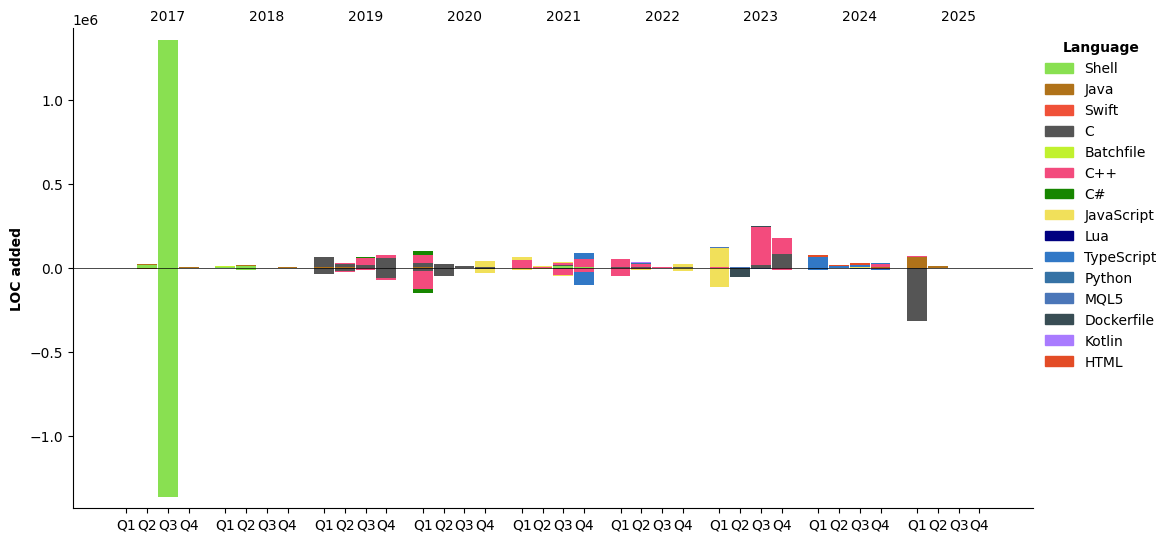 2017 2018 2019 2020 2021 2022 2023 2024 2025
1e6
Language
Shell
Java
Swift
C
Batchfile
C++
C#
JavaScript
Lua
TypeScript
Python
MQL5
Dockerfile
Kotlin
HTML
1.0
0.5
0.0
−0.5
−1.0
LOC added
Q1 Q2 Q3 Q4 Q1 Q2 Q3 Q4 Q1 Q2 Q3 Q4 Q1 Q2 Q3 Q4 Q1 Q2 Q3 Q4 Q1 Q2 Q3 Q4 Q1 Q2 Q3 Q4 Q1 Q2 Q3 Q4 Q1 Q2 Q3 Q4